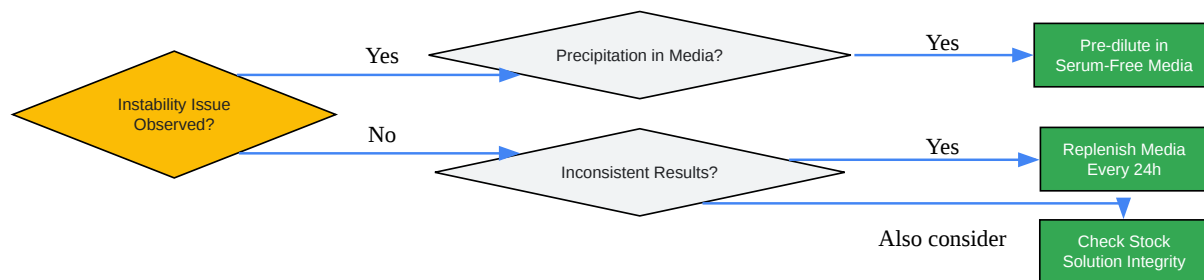 Yes
Precipitation in Media?
Yes
Pre-dilute in
Serum-Free Media
Instability Issue
Observed?
No
Inconsistent Results?
Yes
Replenish Media
Every 24h
Also consider
Check Stock
Solution Integrity